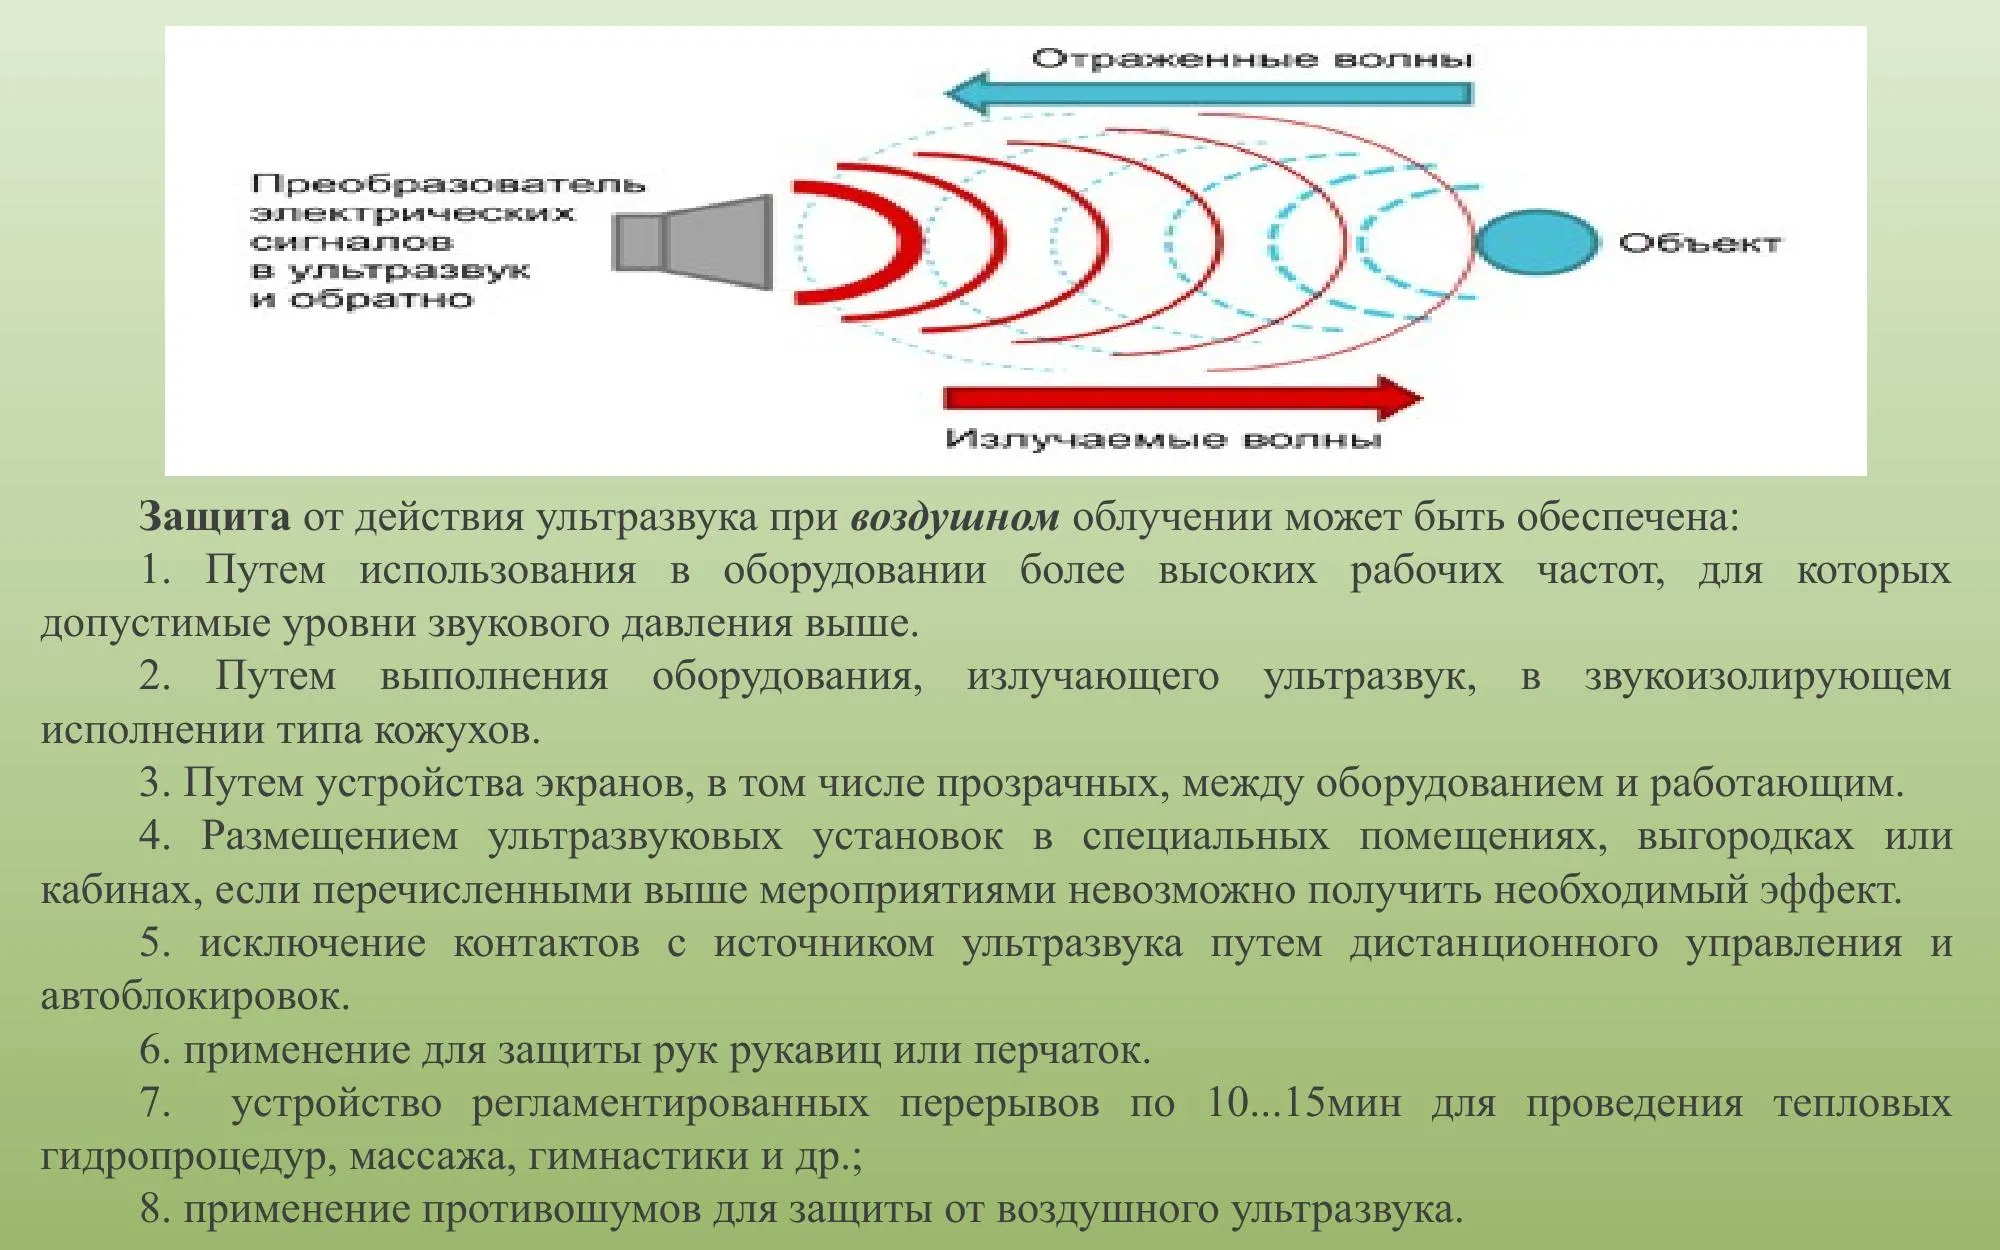 Отраженные волны
Преобразователь
электрических
сигналов
в ультразвук
и обратно
Объект
Излучаемые волны
Защита от действия ультразвука при воздушном облучении может быть обеспечена:
1. Путем использования в оборудовании более высоких рабочих частот, для которых
допустимые уровни звукового давления выше.
2. Путем выполнения оборудования, излучающего ультразвук, в звукоизолирующем
исполнении типа кожухов.
3. Путем устройства экранов, в том числе прозрачных, между оборудованием и работающим.
4. Размещением ультразвуковых установок в специальных помещениях, выгородках или
кабинах, если перечисленными выше мероприятиями невозможно получить необходимый эффект.
5. исключение контактов с источником ультразвука путем дистанционного управления и
автоблокировок.
6. применение для защиты рук рукавиц или перчаток.
7. устройство регламентированных перерывов по 10...15мин для проведения тепловых
гидропроцедур, массажа, гимнастики и др.;
8. применение противошумов для защиты от воздушного ультразвука.